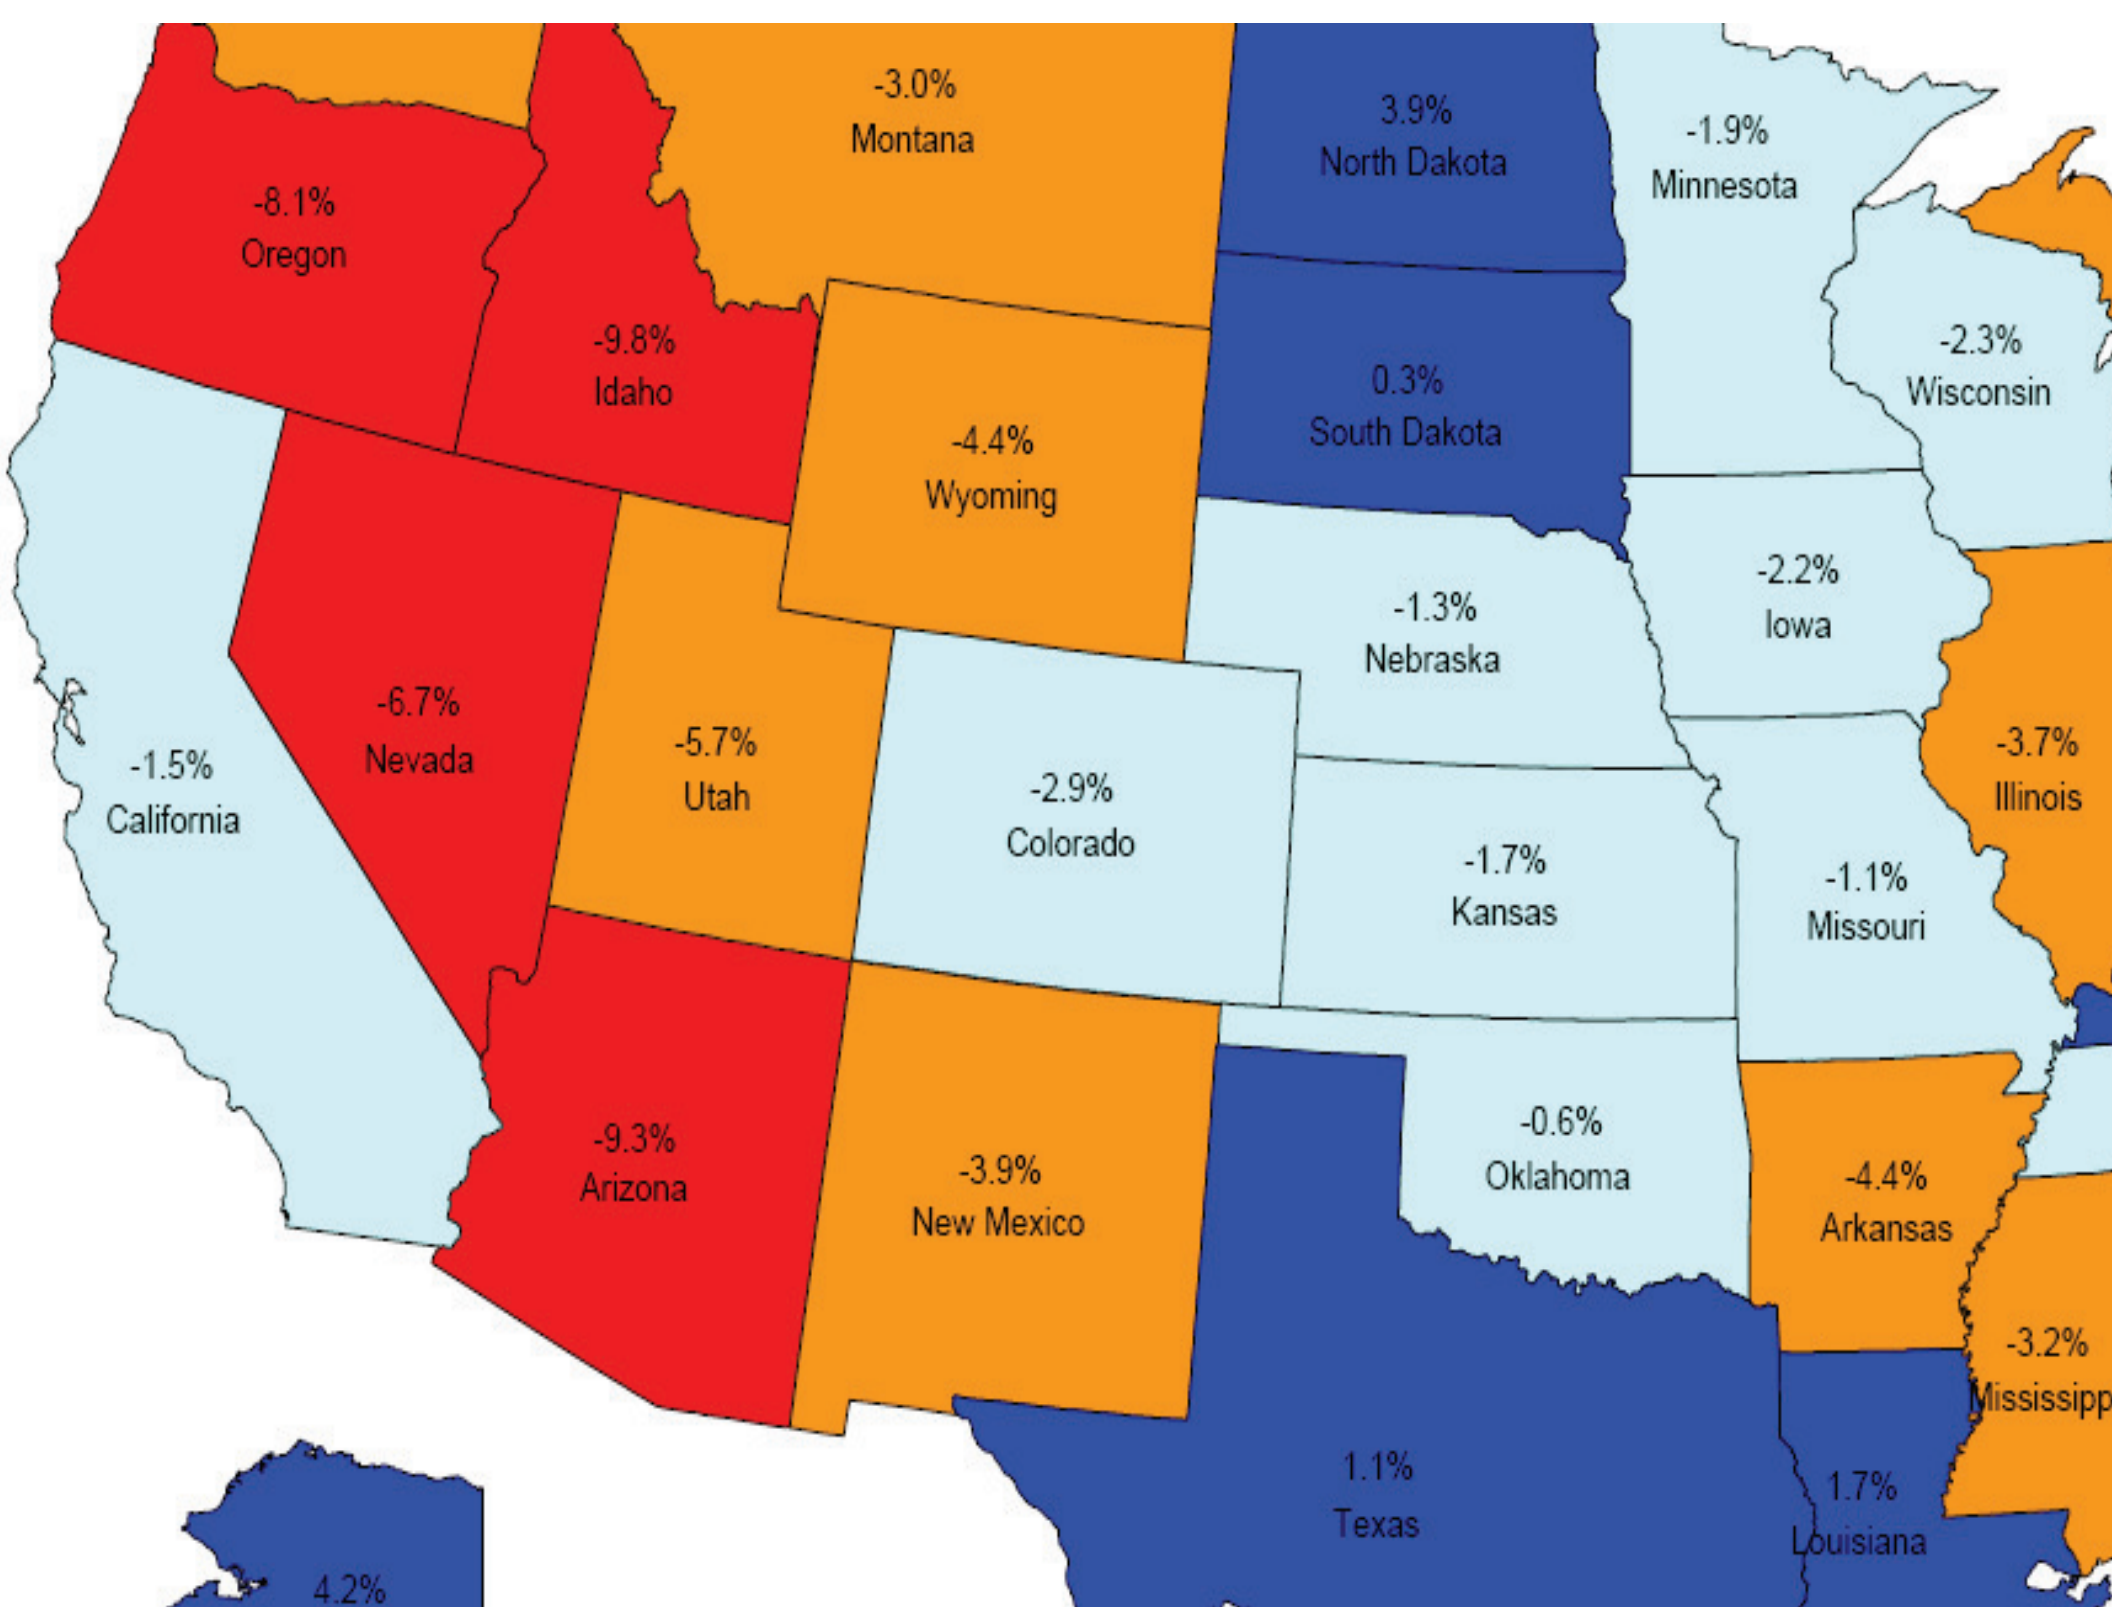 -3.0%
Montana
3.9%
North Dakota
-1.9%
Minnesota
-8.1%
Oregon
-9.8%
Idaho
-4.4%
Wyoming
0.3%
South Dakota
-2.3%
Wisconsin
-2.2%
Iowa
-1.3%
Nebraska
-6.7%
Nevada
-5.7%
Utah
-1.5%
California
-2.9%
Colorado
-3.7%
Illinois
-1.7%
Kansas
-1.1%
Missouri
-9.3%
Arizona
-3.9%
New Mexico
-0.6%
Oklahoma
-4.4%
Arkansas
-3.2%
Mississipp
1.1%
Texas
1.7%
Louisiana
4.2%